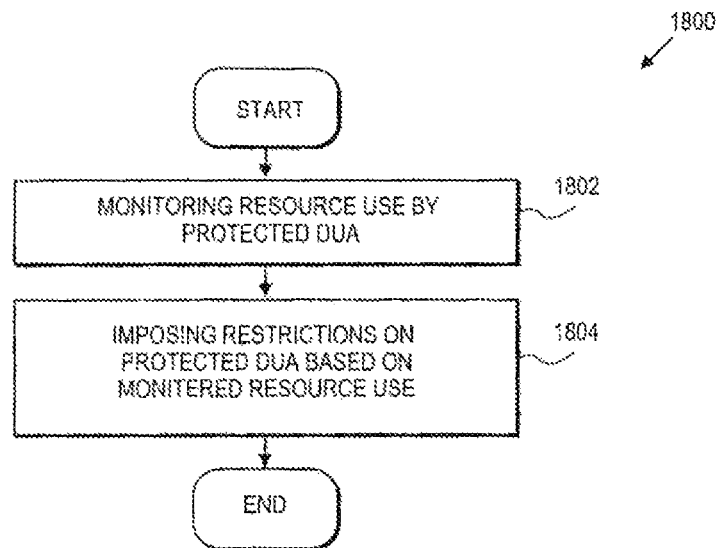 1800
START
MONITORING RESOURCE USE BY
PROTECTED DUA
1802
IMPOSING RESTRICTIONS ON
PROTECTED DUA BASED ON
MONITERED RESOURCE USE
1804
END